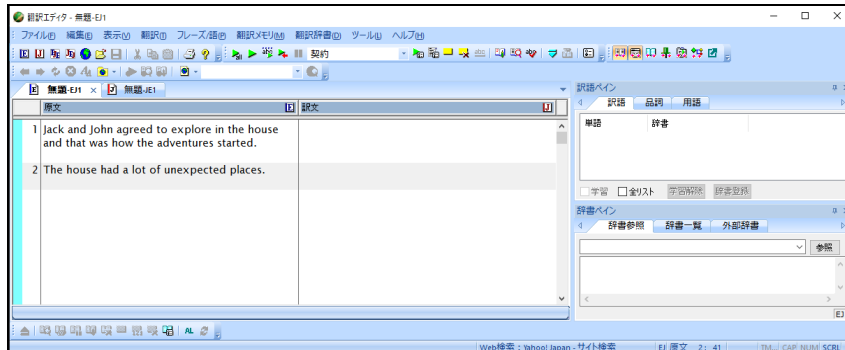 翻訳エディタ - 無題-EJ1
ファイル(F) 編集(E) 表示(V) 翻訳(T) フレーズ/語(P) 翻訳メモリ(M) 翻訳辞書(D) ツール(L) ヘルプ(H)
契約
無題-EJ1 × 無題-JE1
原文 E 訳文 J
1 Jack and John agreed to explore in the house
and that was how the adventures started.
2 The house had a lot of unexpected places.
訳語ペイン
訳語 品詞 用語
単語 辞書
学習 全リスト 学習解除 辞書登録
辞書ペイン
辞書参照 辞書一覧 外部辞書
参照
EJ
AL
Web検索 : Yahoo! Japan - サイト検索 EJ 原文 2: 41 TM... CAP NUM SCRL